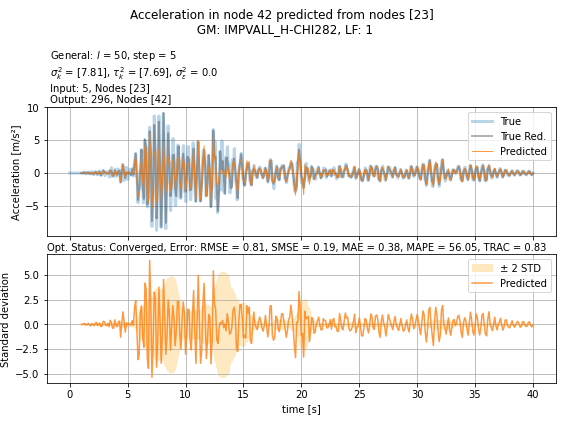 Acceleration in node 42 predicted from nodes [23]
GM: IMPVALL_H-CHI282, LF: 1
General: l = 50, step = 5
σ²ₖ = [7.81], τ²ₖ = [7.69], σ²ε = 0.0
Input: 5, Nodes [23]
Output: 296, Nodes [42]
Acceleration [m/s²]
10
5
0
−5
True
True Red.
Predicted
Opt. Status: Converged, Error: RMSE = 0.81, SMSE = 0.19, MAE = 0.38, MAPE = 56.05, TRAC = 0.83
Standard deviation
5.0
2.5
0.0
−2.5
−5.0
± 2 STD
Predicted
0 5 10 15 20 25 30 35 40
time [s]